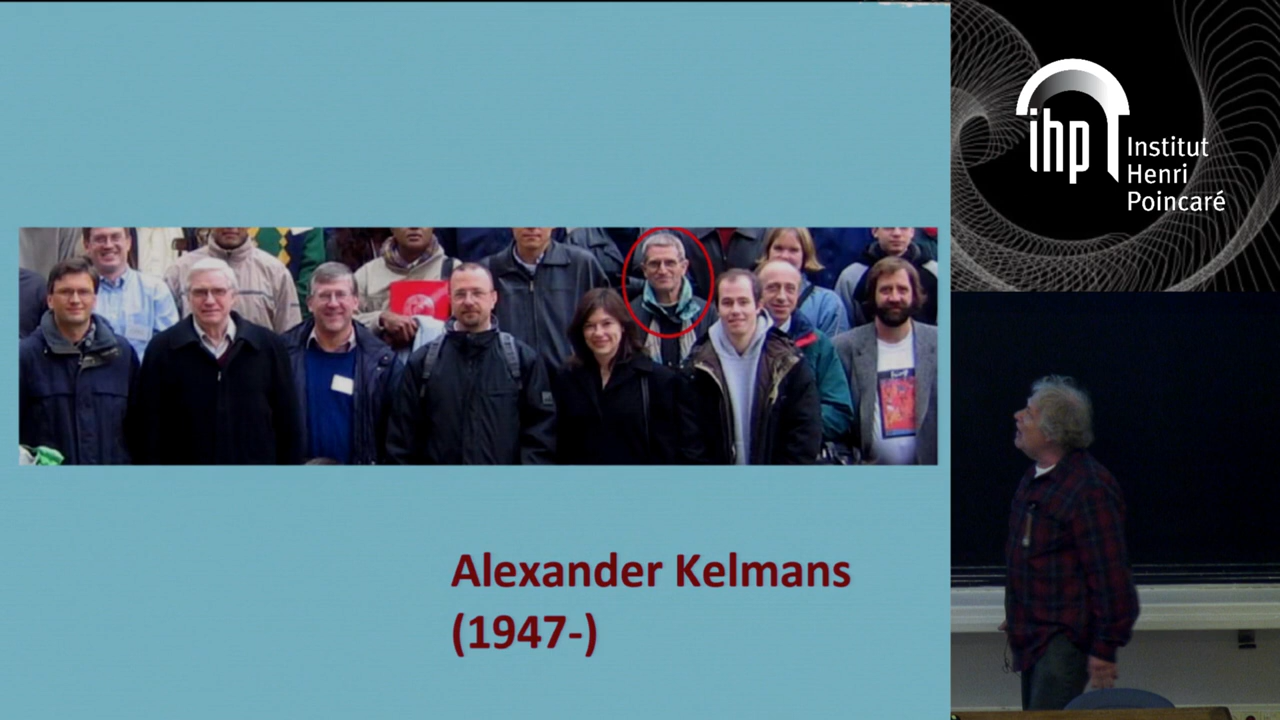 Alexander Kelmans
(1947-)
ihp
Institut
Henri
Poincaré